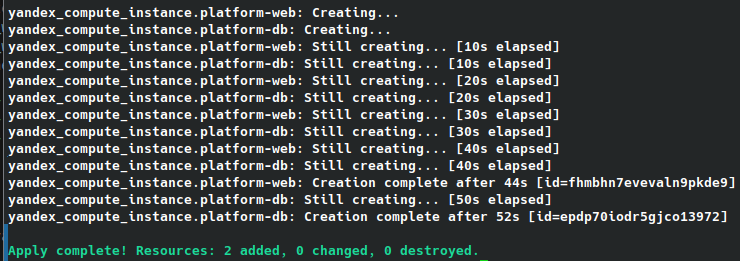 yandex_compute_instance.platform-web: Creating...
yandex_compute_instance.platform-db: Creating...
yandex_compute_instance.platform-web: Still creating... [10s elapsed]
yandex_compute_instance.platform-db: Still creating... [10s elapsed]
yandex_compute_instance.platform-web: Still creating... [20s elapsed]
yandex_compute_instance.platform-db: Still creating... [20s elapsed]
yandex_compute_instance.platform-web: Still creating... [30s elapsed]
yandex_compute_instance.platform-db: Still creating... [30s elapsed]
yandex_compute_instance.platform-web: Still creating... [40s elapsed]
yandex_compute_instance.platform-db: Still creating... [40s elapsed]
yandex_compute_instance.platform-web: Creation complete after 44s [id=fhmbhn7evevaln9pkde9]
yandex_compute_instance.platform-db: Still creating... [50s elapsed]
yandex_compute_instance.platform-db: Creation complete after 52s [id=epdp70iodr5gjco13972]
Apply complete! Resources: 2 added, 0 changed, 0 destroyed.